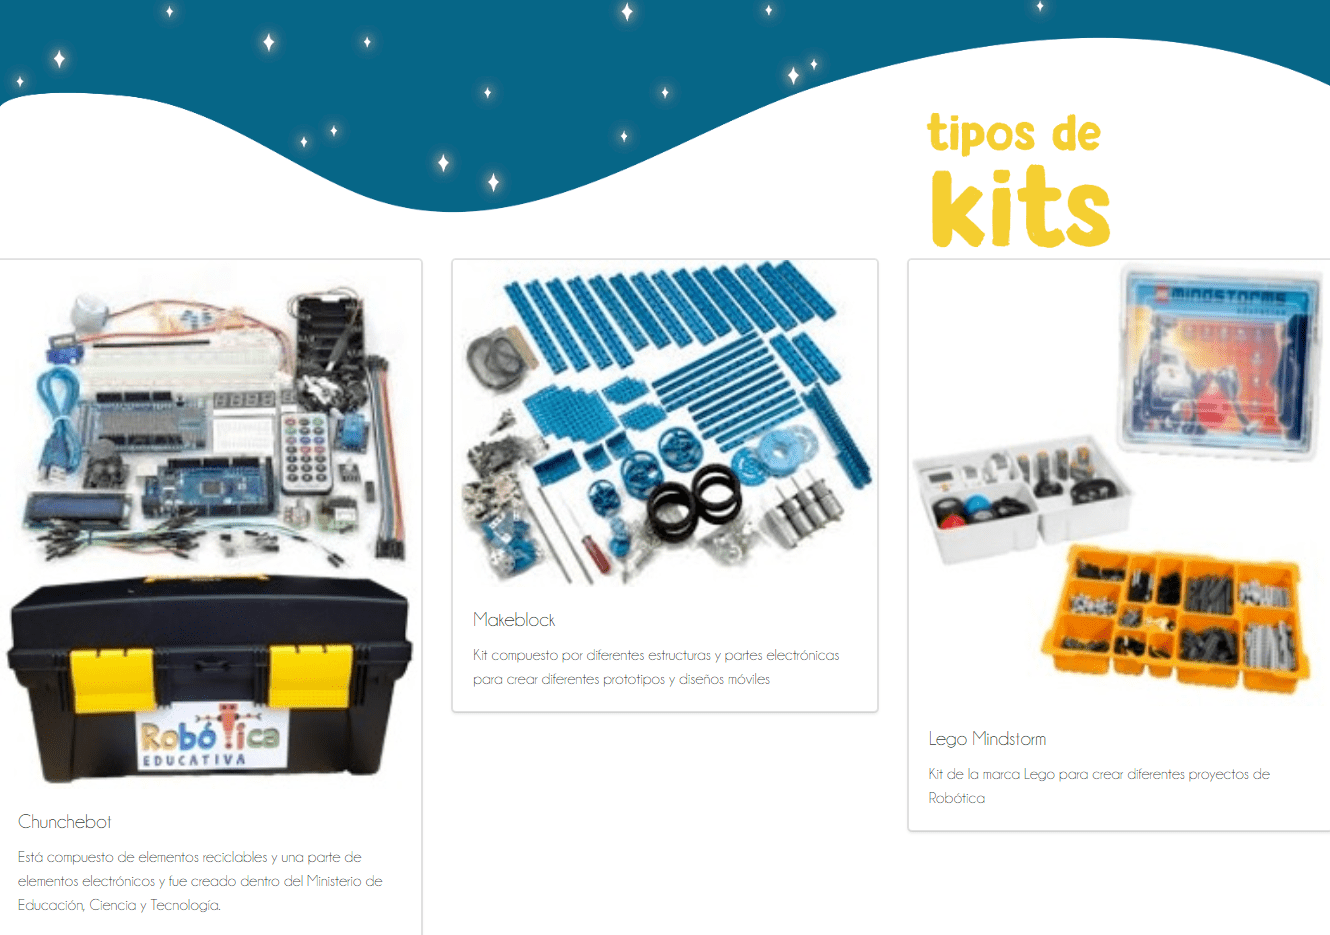 tipos de
kits
MINDSTORMS
education
Robótica
EDUCATIVA
Makeblock
Kit compuesto por diferentes estructuras y partes electrónicas
para crear diferentes prototipos y diseños móviles
Lego Mindstorm
Kit de la marca Lego para crear diferentes proyectos de
Robótica
Chunchebot
Está compuesto de elementos reciclables y una parte de
elementos electrónicos y fue creado dentro del Ministerio de
Educación, Ciencia y Tecnología.